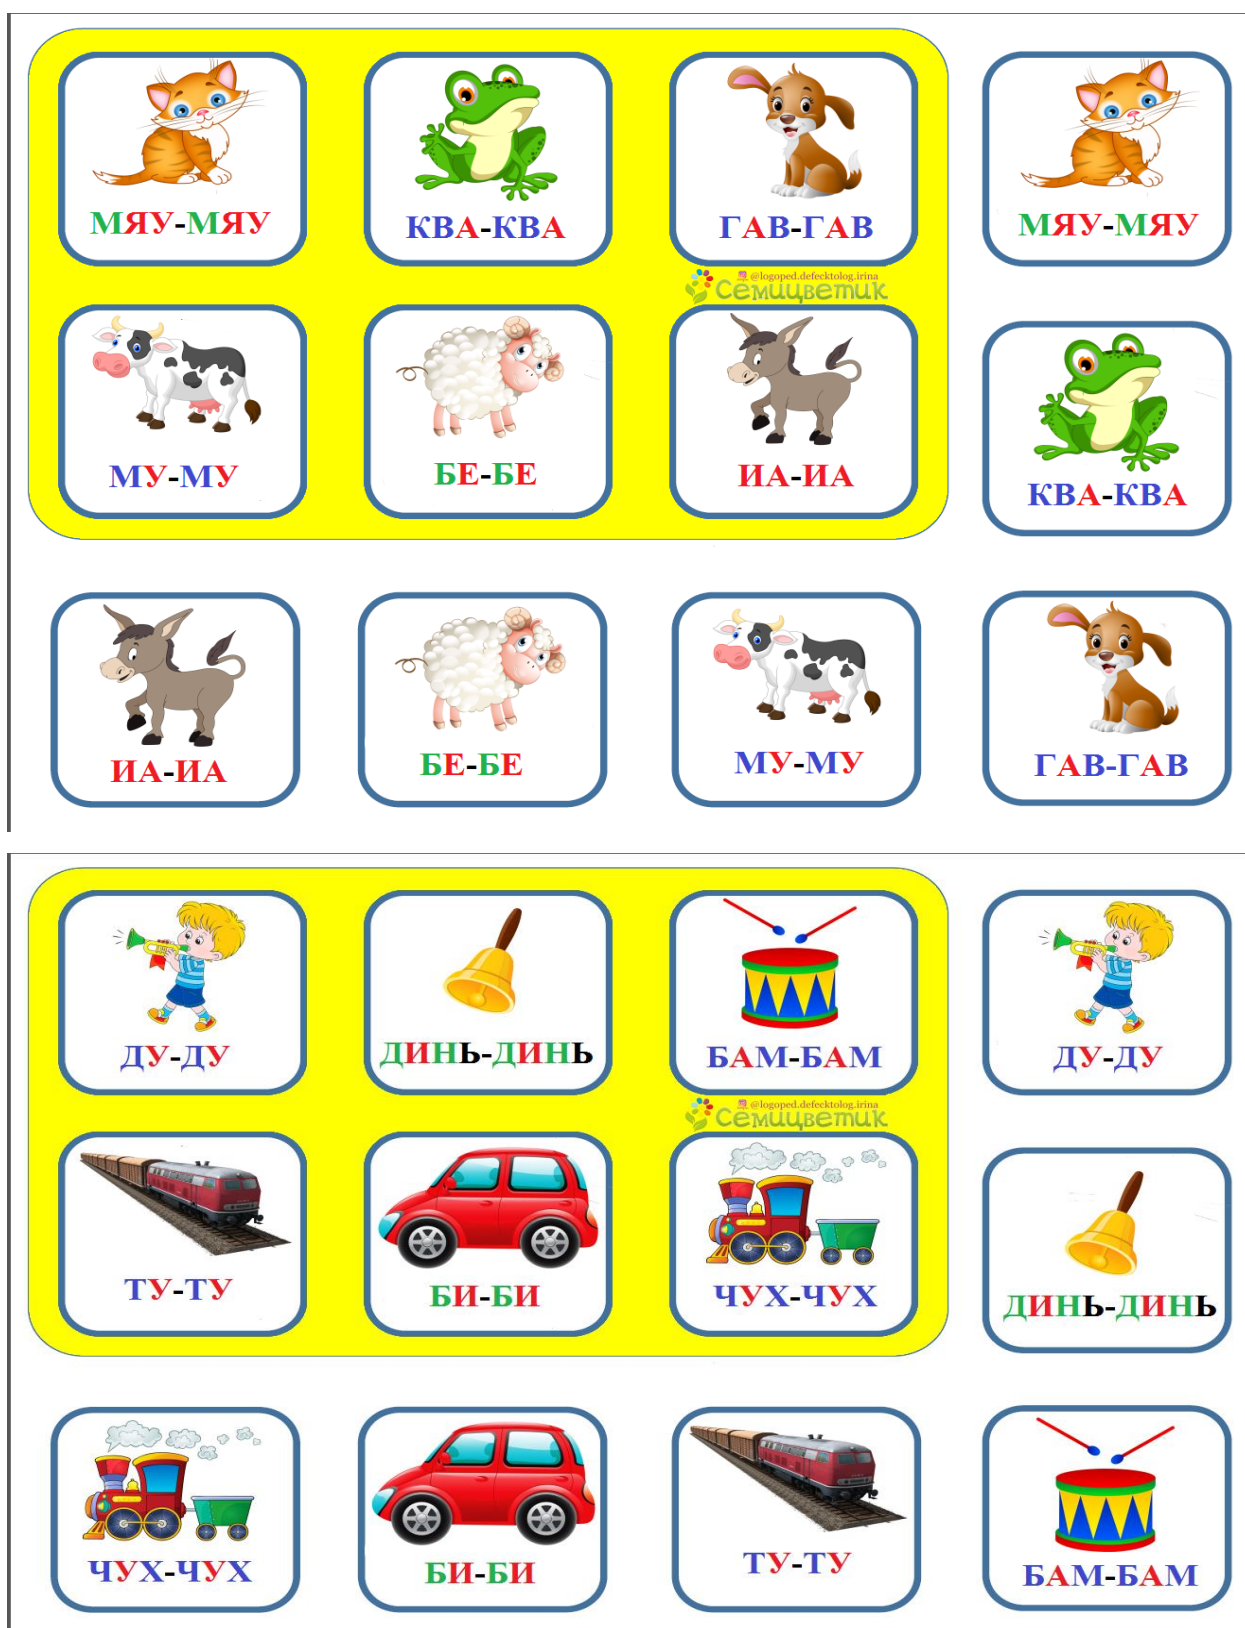 МЯУ-МЯУ
КВА-КВА
ГАВ-ГАВ
МЯУ-МЯУ
@logoped.defecktolog.irina
Семицветик
МУ-МУ
БЕ-БЕ
ИА-ИА
КВА-КВА
ИА-ИА
БЕ-БЕ
МУ-МУ
ГАВ-ГАВ
ДУ-ДУ
ДИНЬ-ДИНЬ
БАМ-БАМ
ДУ-ДУ
@logoped.defecktolog.irina
Семицветик
ТУ-ТУ
БИ-БИ
ЧУХ-ЧУХ
ДИНЬ-ДИНЬ
ЧУХ-ЧУХ
БИ-БИ
ТУ-ТУ
БАМ-БАМ